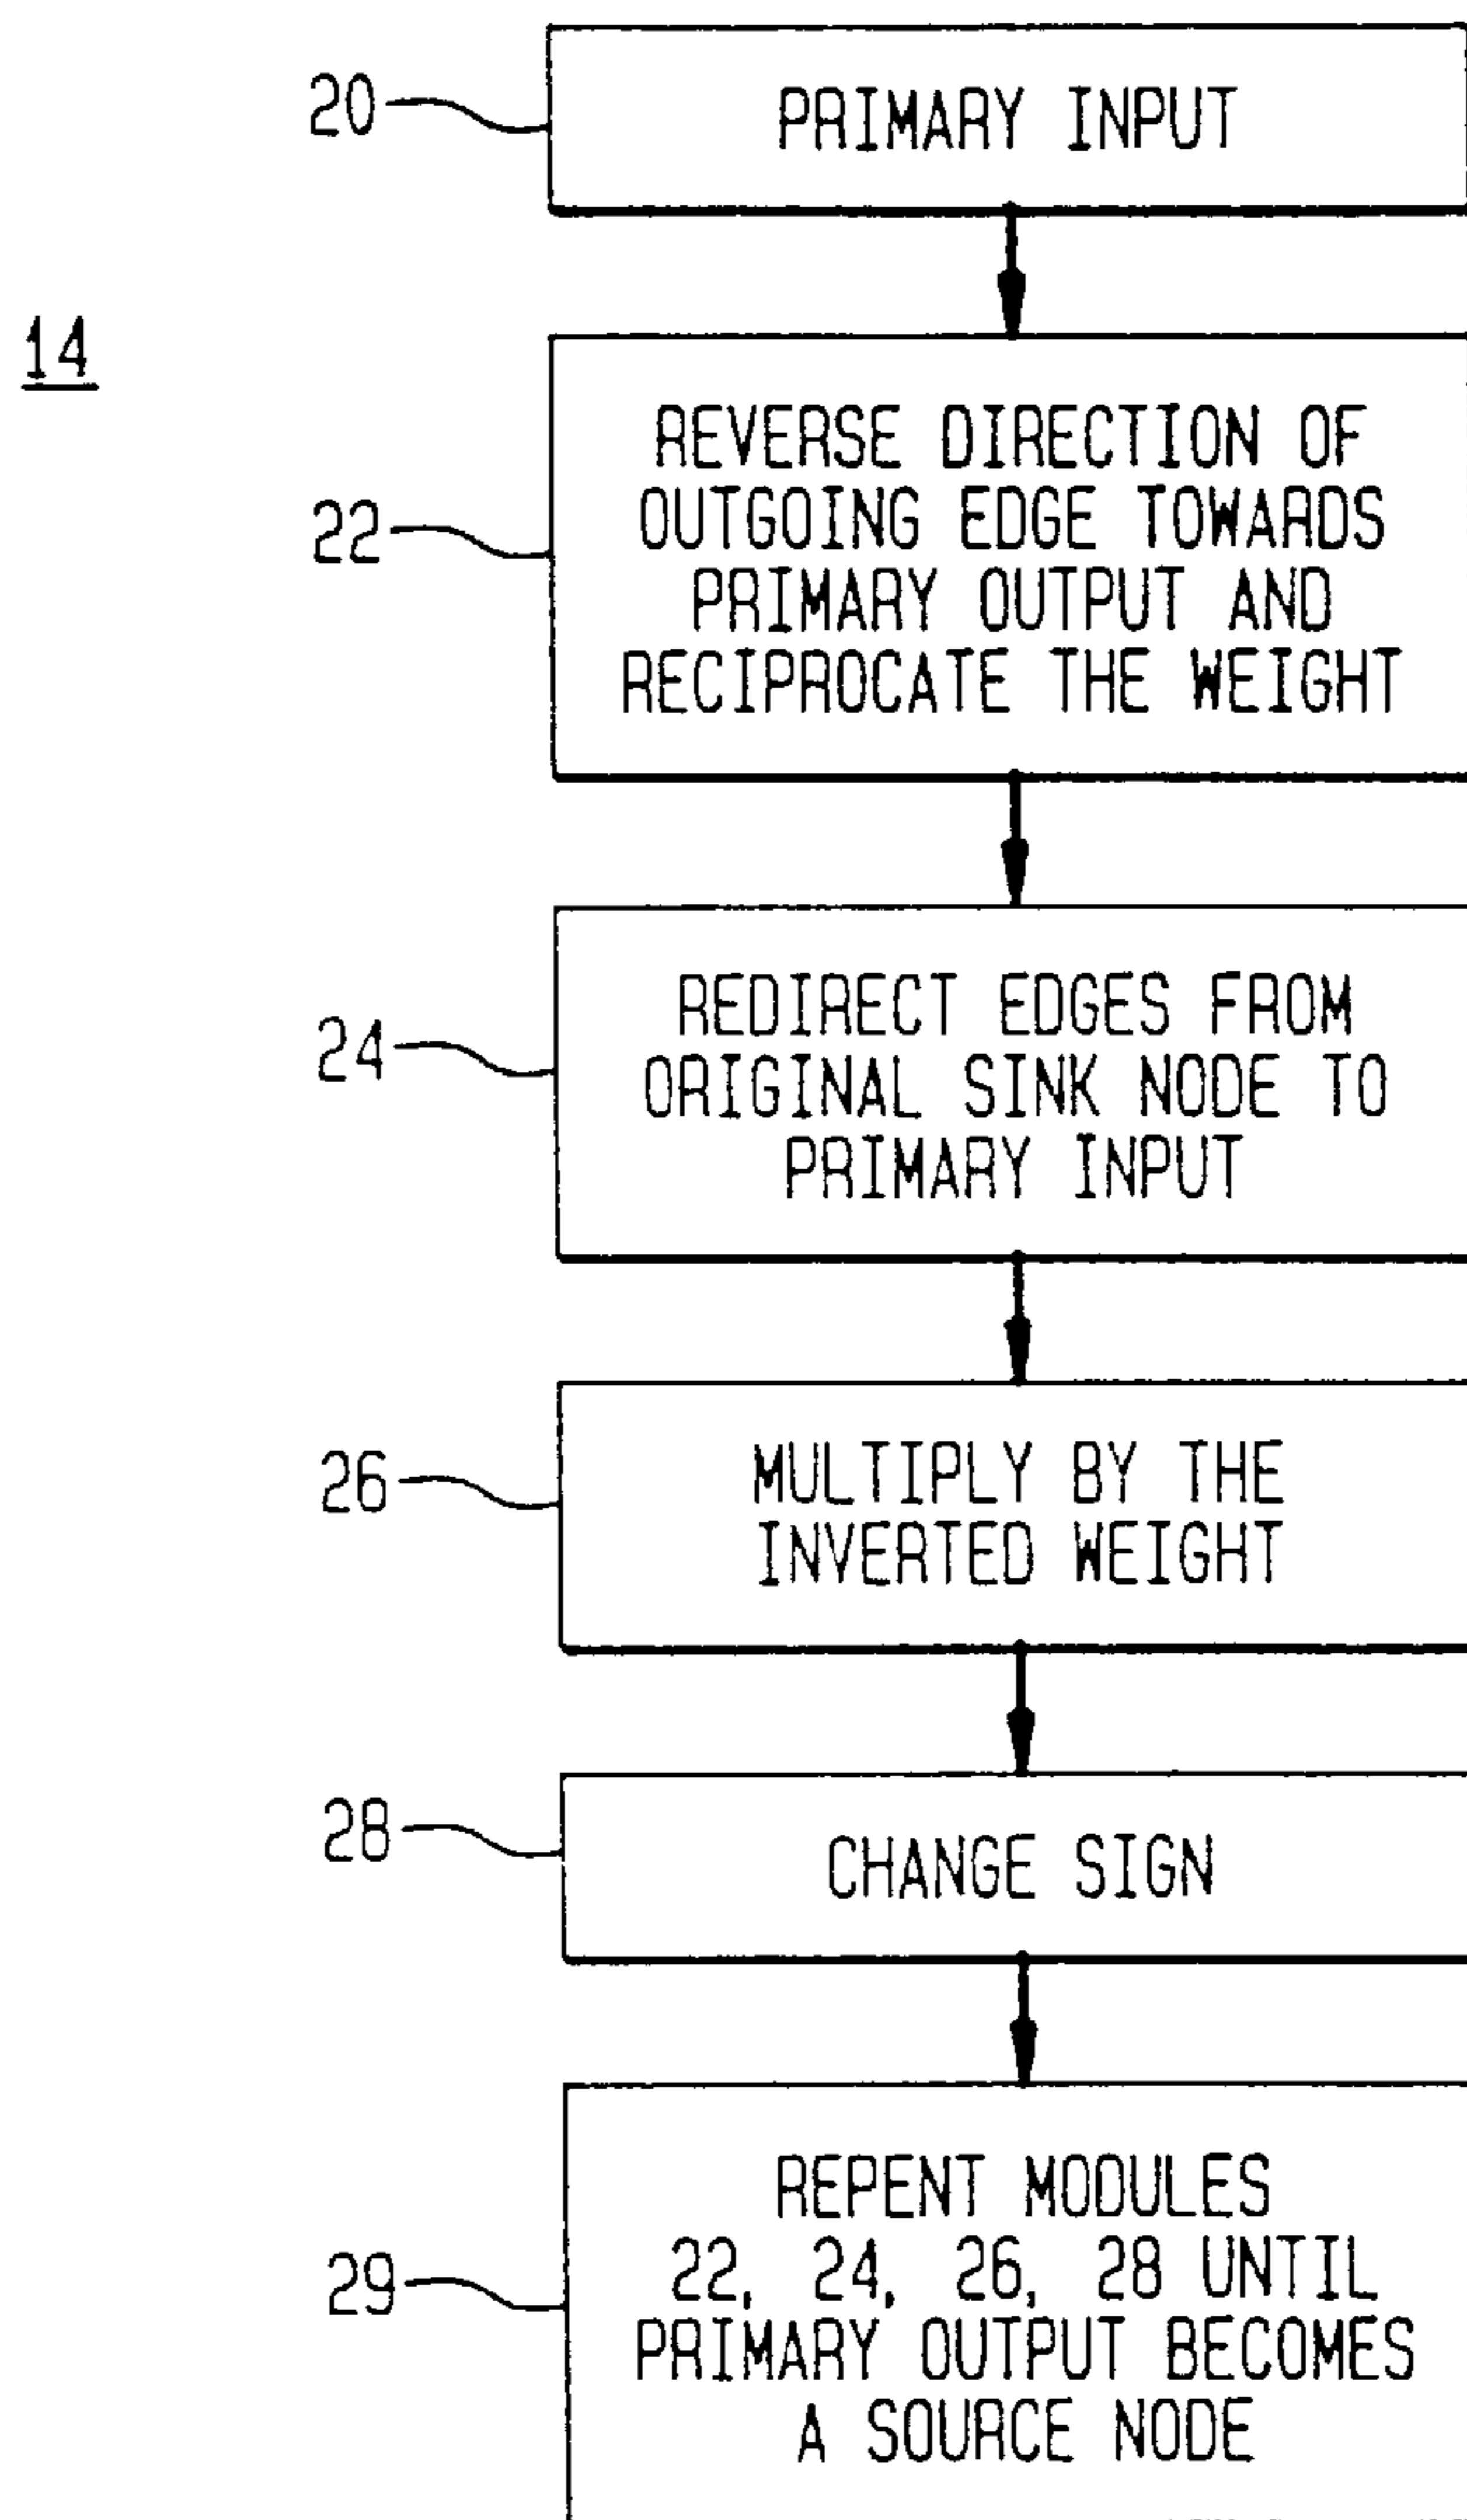 20
PRIMARY INPUT
14
22
REVERSE DIRECTION OF
OUTGOING EDGE TOWARDS
PRIMARY OUTPUT AND
RECIPROCATE THE WEIGHT
24
REDIRECT EDGES FROM
ORIGINAL SINK NODE TO
PRIMARY INPUT
26
MULTIPLY BY THE
INVERTED WEIGHT
28
CHANGE SIGN
29
REPENT MODULES
22, 24, 26, 28 UNTIL
PRIMARY OUTPUT BECOMES
A SOURCE NODE